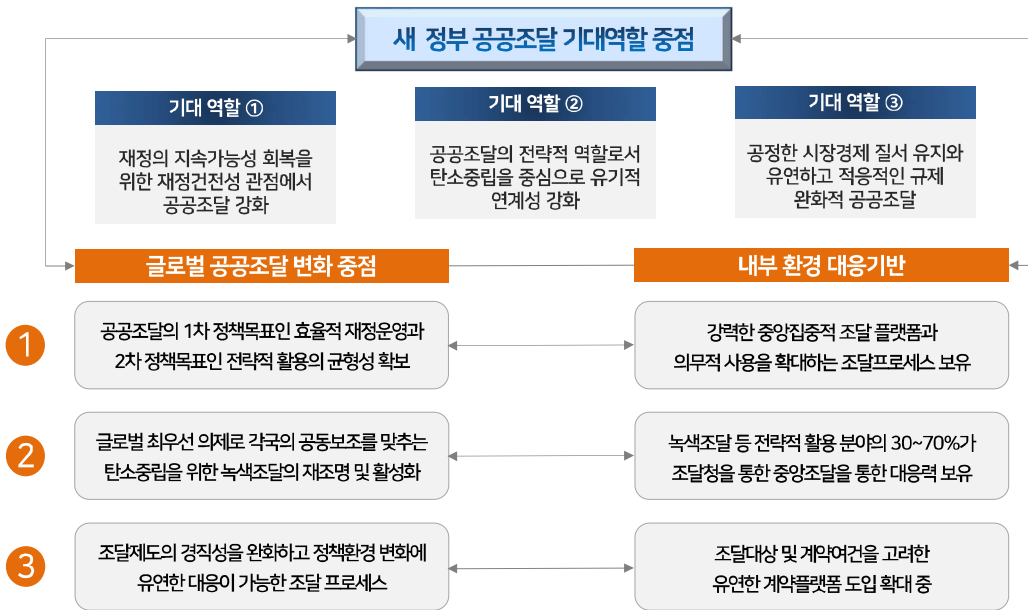 새 정부 공공조달 기대역할 중점
기대 역할 ①
재정의 지속가능성 회복을
위한 재정건전성 관점에서
공공조달 강화
기대 역할 ②
공공조달의 전략적 역할로서
탄소중립을 중심으로 유기적
연계성 강화
기대 역할 ③
공정한 시장경제 질서 유지와
유연하고 적응적인 규제
완화적 공공조달
글로벌 공공조달 변화 중점
내부 환경 대응기반
1
공공조달의 1차 정책목표인 효율적 재정운영과
2차 정책목표인 전략적 활용의 균형성 확보
강력한 중앙집중적 조달 플랫폼과
의무적 사용을 확대하는 조달프로세스 보유
2
글로벌 최우선 의제로 각국의 공동보조를 맞추는
탄소중립을 위한 녹색조달의 재조명 및 활성화
녹색조달 등 전략적 활용 분야의 30~70%가
조달청을 통한 중앙조달을 통한 대응력 보유
3
조달제도의 경직성을 완화하고 정책환경 변화에
유연한 대응이 가능한 조달 프로세스
조달대상 및 계약여건을 고려한
유연한 계약플랫폼 도입 확대 중